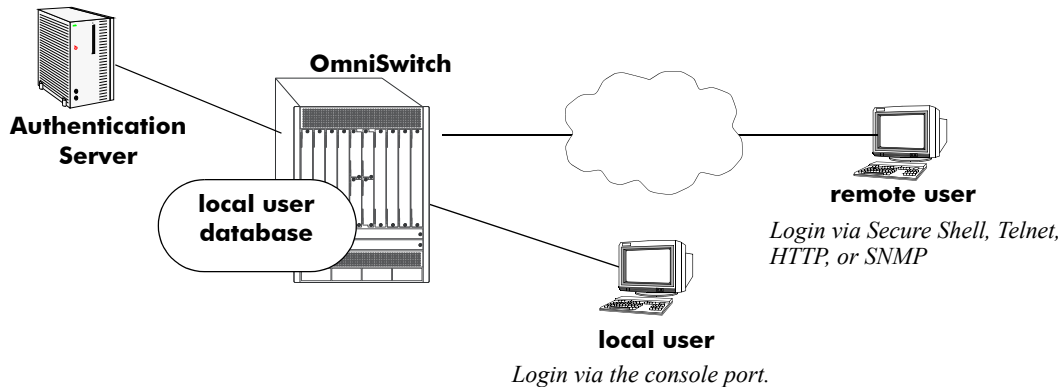 OmniSwitch
Authentication
Server
local user
database
remote user
Login via Secure Shell, Telnet,
HTTP, or SNMP
local user
Login via the console port.